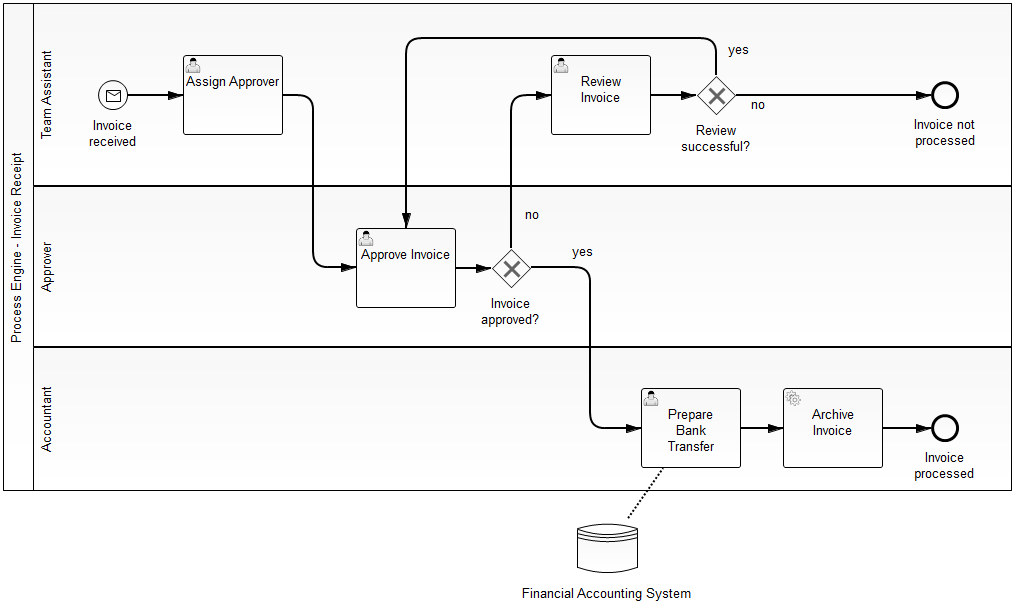 Process Engine - Invoice Receipt
Team Assistant
Invoice
received
Assign Approver
Review
Invoice
yes
no
Review
successful?
Invoice not
processed
Approver
Approve Invoice
no
yes
Invoice
approved?
Accountant
Prepare
Bank
Transfer
Archive
Invoice
Invoice
processed
Financial Accounting System